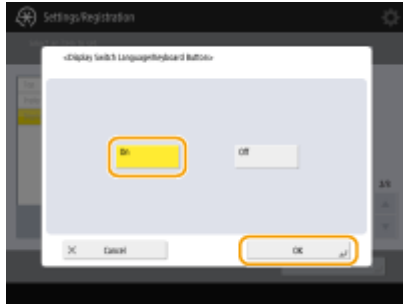 Settings/Registration
<Display Switch Language/Keyboard Button>
On
Off
Cancel
OK